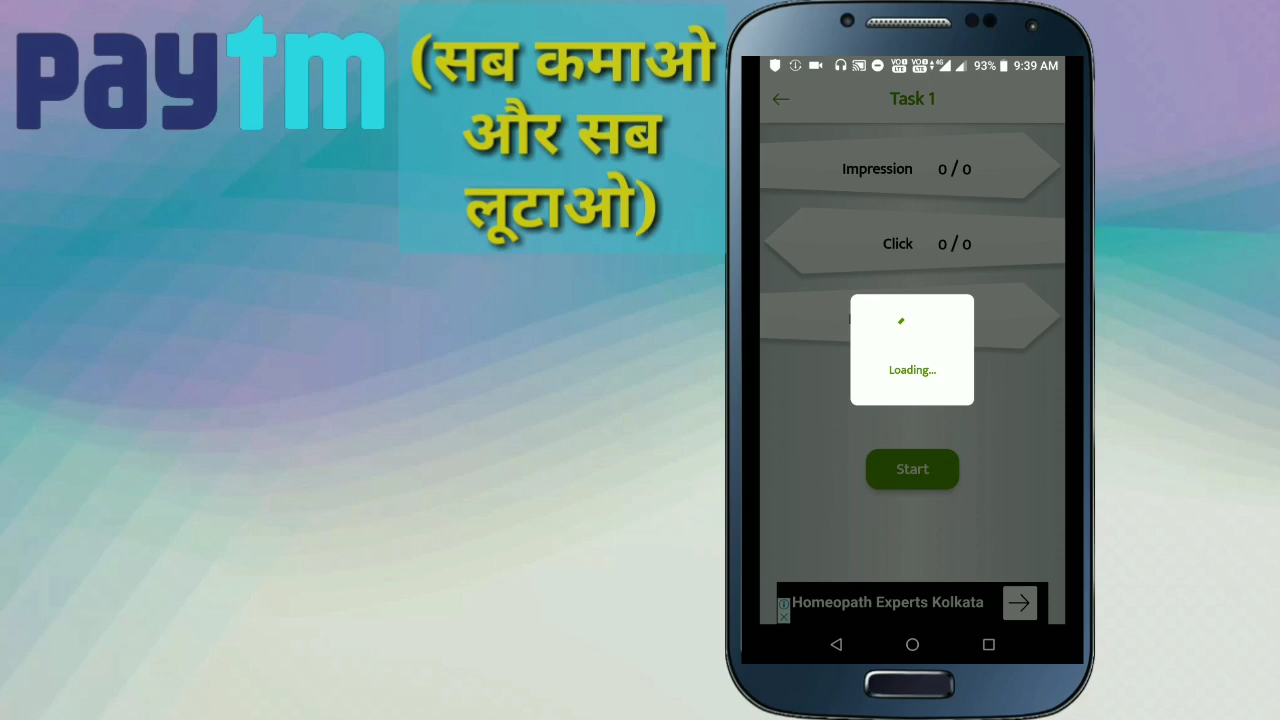 paytm
(सब कमाओ
और सब
लूटाओ)
93% 9:39 AM
Task 1
Impression 0 / 0
Click 0 / 0
Loading...
Start
Homeopath Experts Kolkata